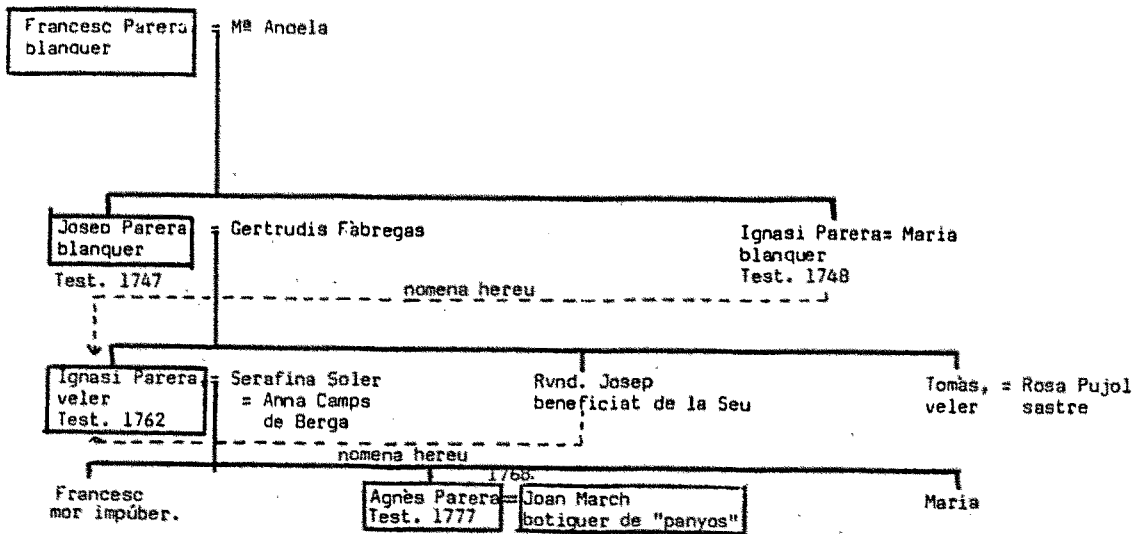 Francesc Parera = Mª Angela
blanquer
Josep Parera = Gertrudis Fàbregas
blanquer
Test. 1747
Ignasi Parera = Maria
blanquer
Test. 1748
nomena hereu
Ignasi Parera = Serafina Soler
veler = Anna Camps
Test. 1762 de Berga
Rvnd. Josep
beneficiat de la Seu
Tomàs, = Rosa Pujol
veler sastre
nomena hereu
Francesc
mor impúber.
1768.
Agnès Parera = Joan March
Test. 1777 botiguer de "panyos"
Maria